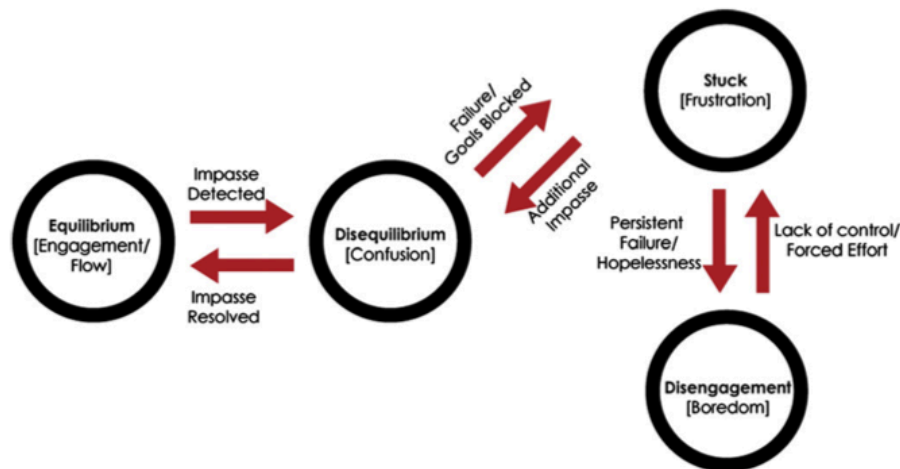 Equilibrium
[Engagement/
Flow]
Impasse
Detected
Impasse
Resolved
Disequilibrium
[Confusion]
Failure/
Goals Blocked
Additional
Impasse
Stuck
[Frustration]
Persistent
Failure/
Hopelessness
Lack of control/
Forced Effort
Disengagement
[Boredom]